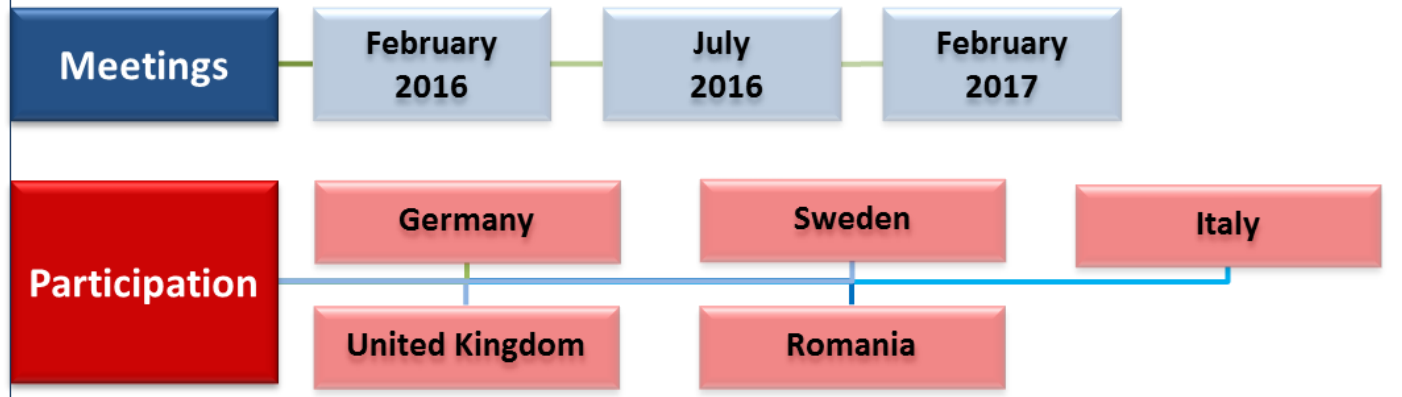 Meetings
February
2016
July
2016
February
2017
Participation
Germany
Sweden
Italy
United Kingdom
Romania